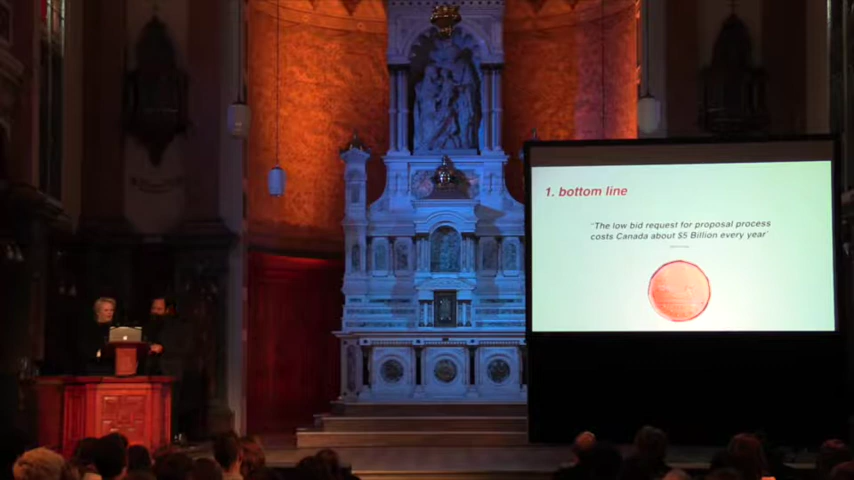 1. bottom line
"The low bid request for proposal process
costs Canada about $5 Billion every year"